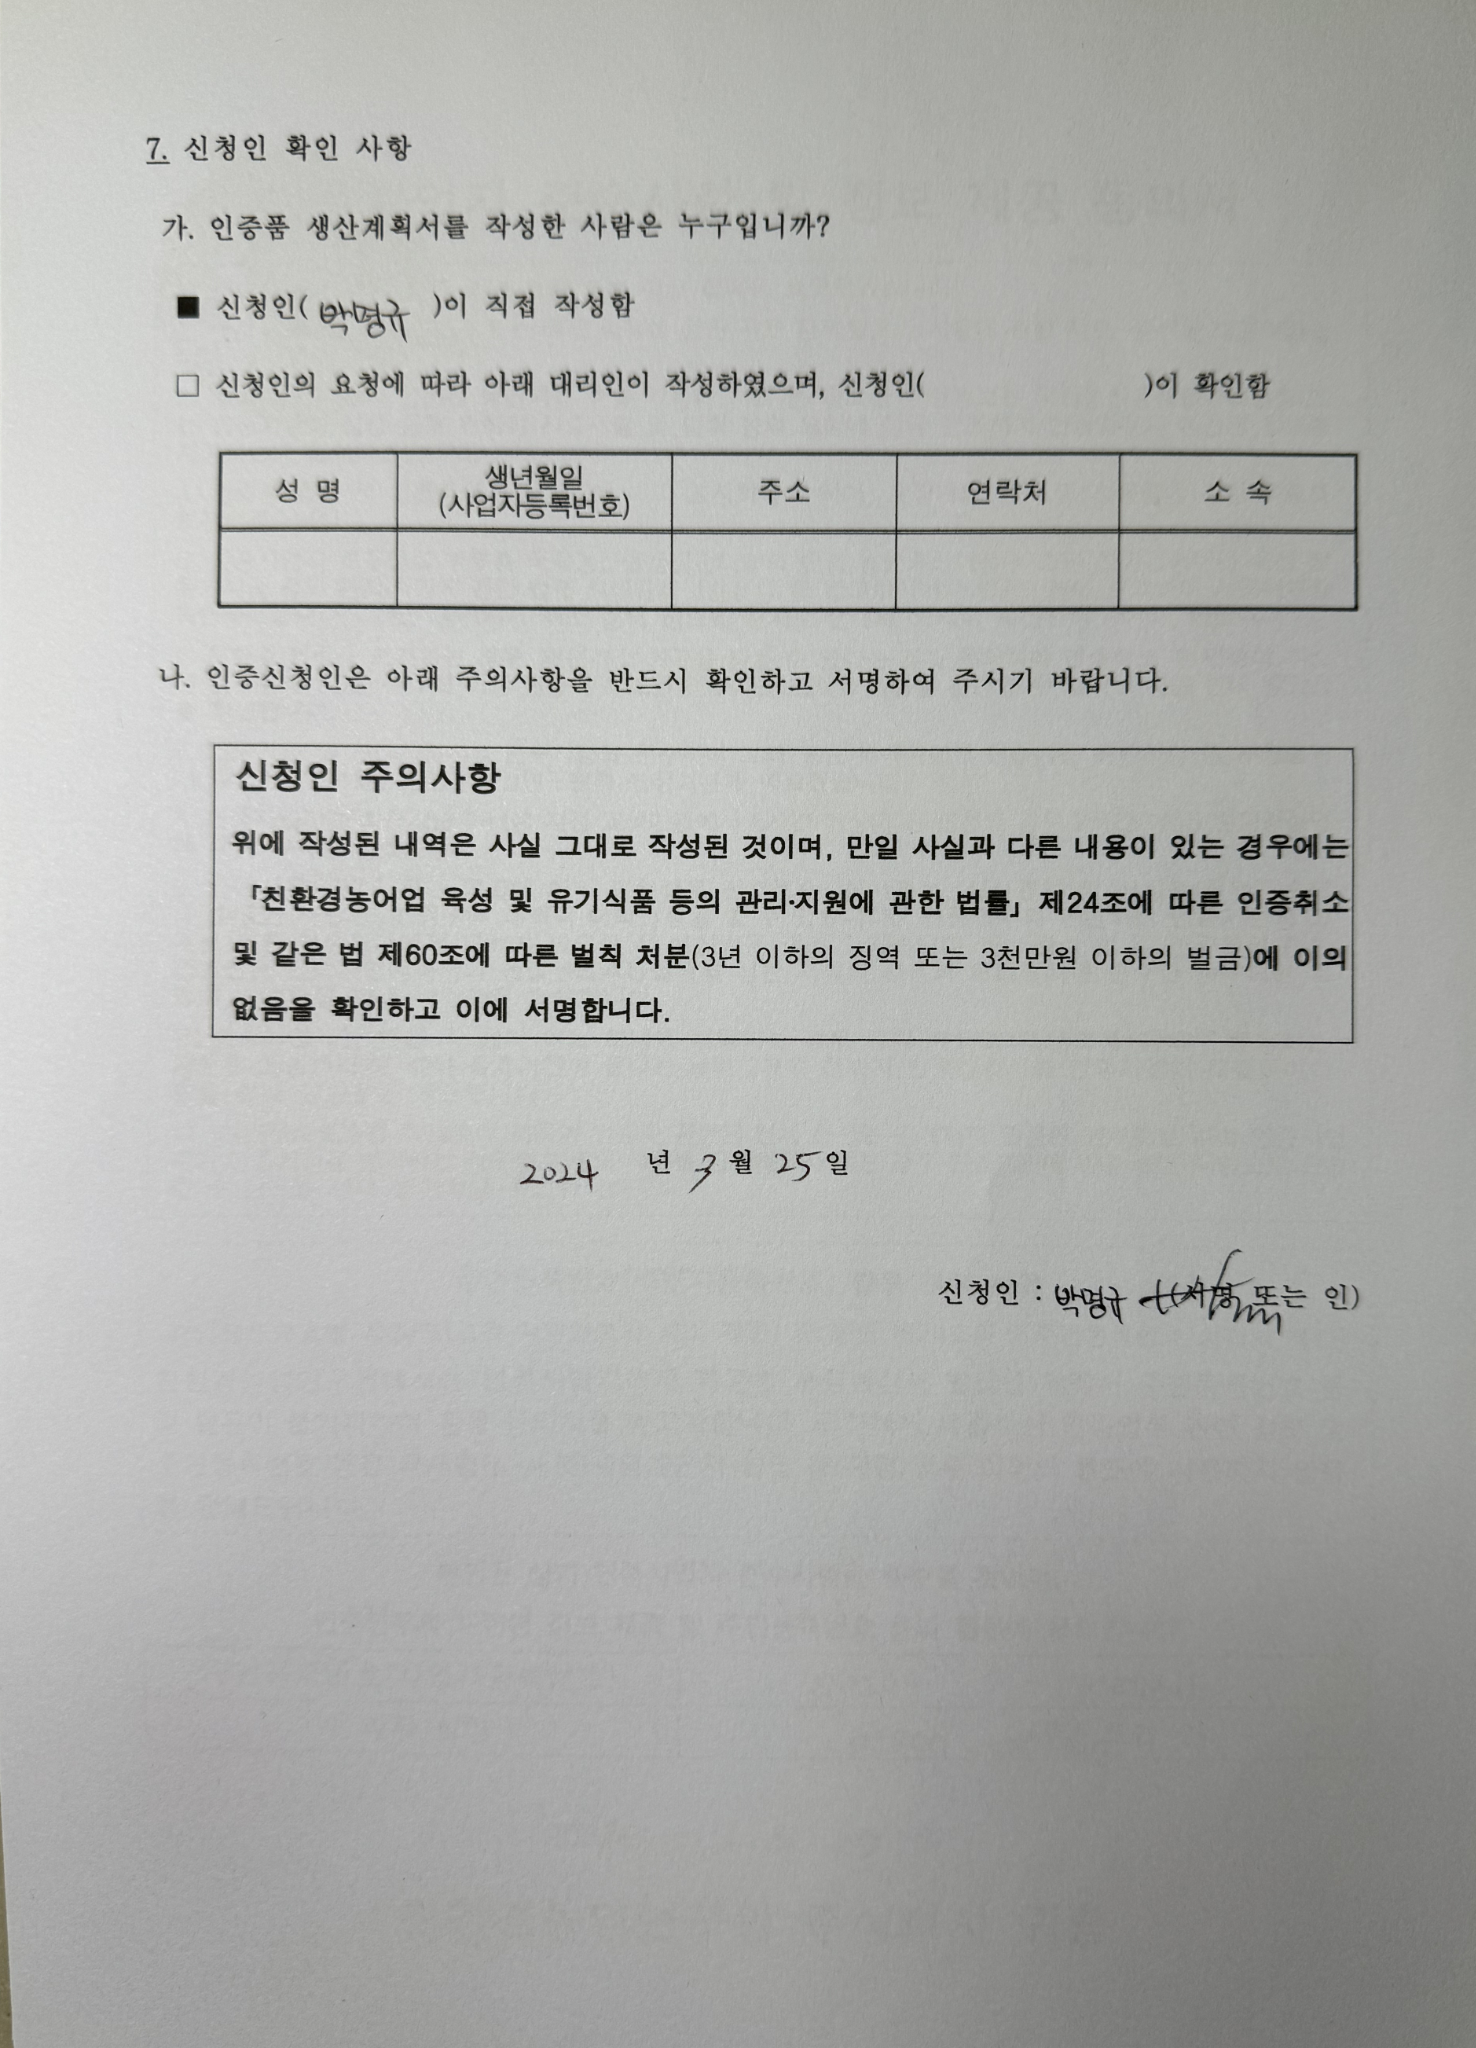 7. 신청인 확인 사항
가. 인증품 생산계획서를 작성한 사람은 누구입니까?
■ 신청인( 박명규 )이 직접 작성함
□ 신청인의 요청에 따라 아래 대리인이 작성하였으며, 신청인( )이 확인함
성 명
생년월일
(사업자등록번호)
주소
연락처
소 속
나. 인증신청인은 아래 주의사항을 반드시 확인하고 서명하여 주시기 바랍니다.
신청인 주의사항
위에 작성된 내역은 사실 그대로 작성된 것이며, 만일 사실과 다른 내용이 있는 경우에는
「친환경농어업 육성 및 유기식품 등의 관리·지원에 관한 법률」 제24조에 따른 인증취소
및 같은 법 제60조에 따른 벌칙 처분(3년 이하의 징역 또는 3천만원 이하의 벌금)에 이의
없음을 확인하고 이에 서명합니다.
2024 년 3 월 25 일
신청인 : 박명규 (서명 또는 인)